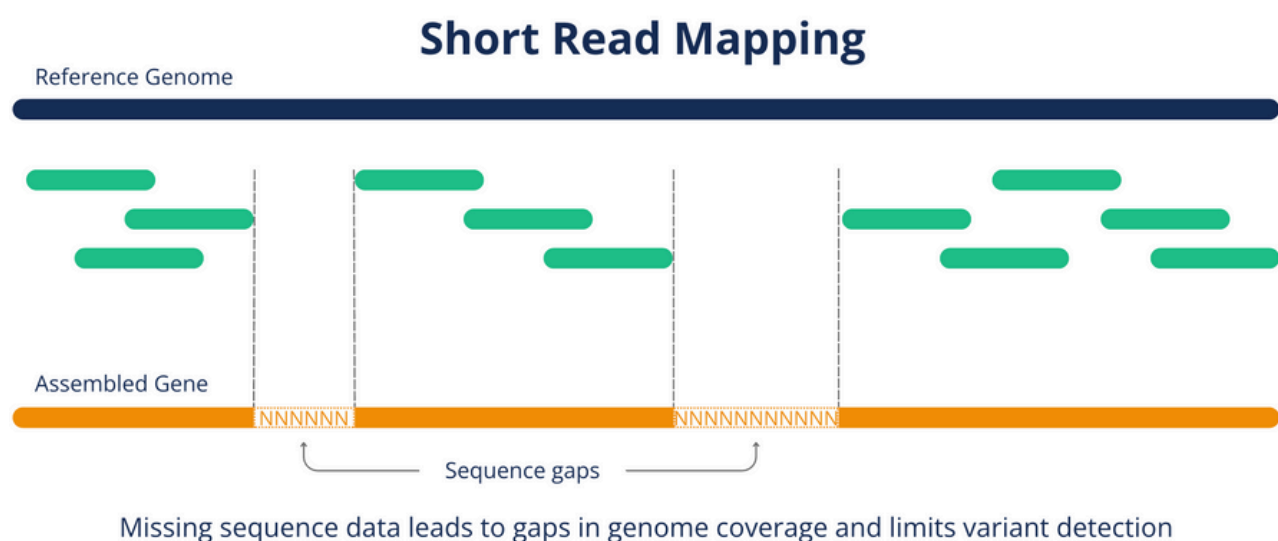 Short Read Mapping
Reference Genome
Assembled Gene
NNNNNN
NNNNNNNNNNN
Sequence gaps
Missing sequence data leads to gaps in genome coverage and limits variant detection